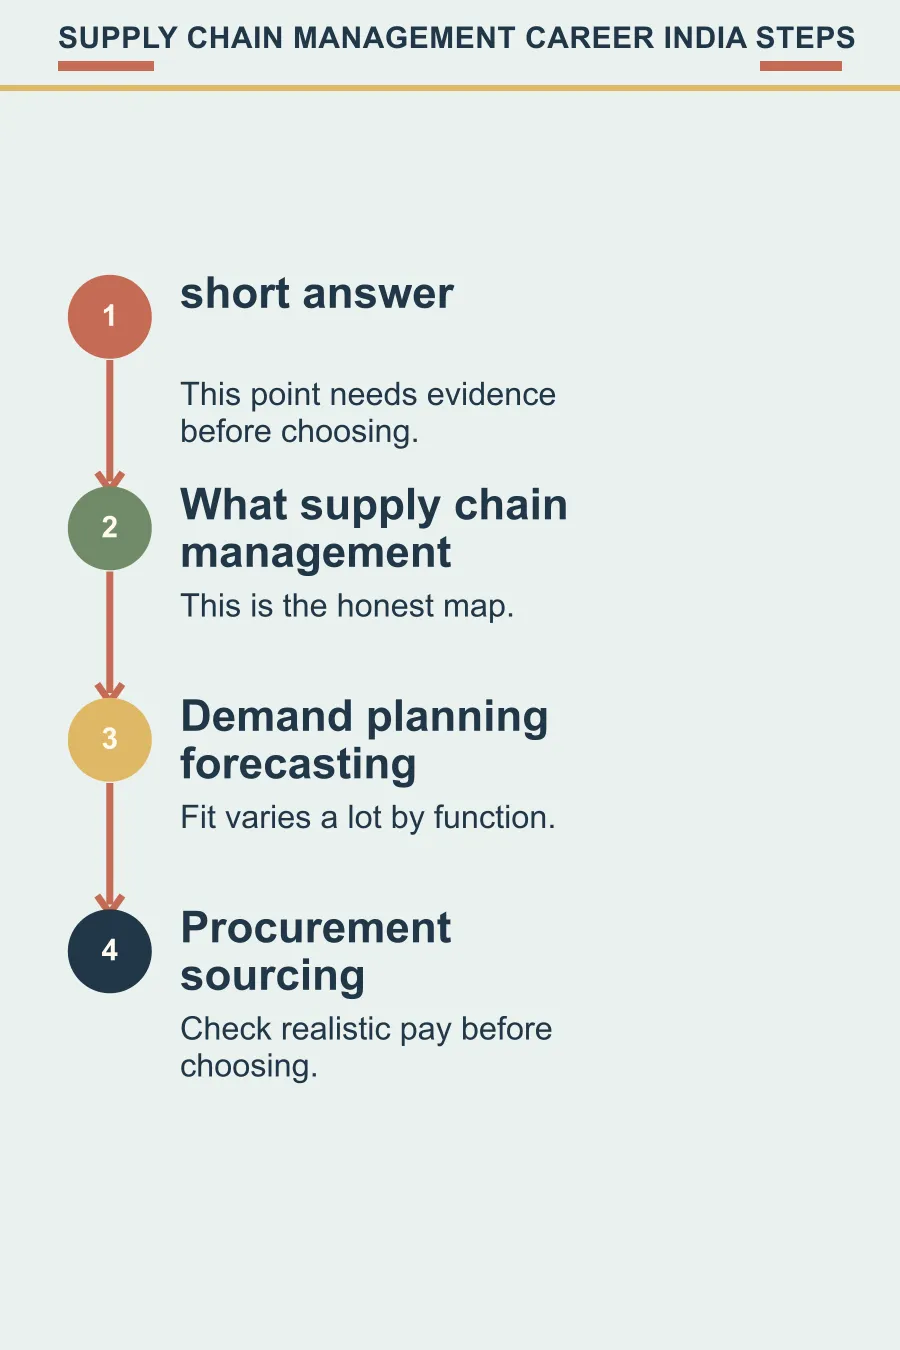 SUPPLY CHAIN MANAGEMENT CAREER INDIA STEPS
1
short answer
This point needs evidence
before choosing.
2
What supply chain
management
This is the honest map.
3
Demand planning
forecasting
Fit varies a lot by function.
4
Procurement
sourcing
Check realistic pay before
choosing.